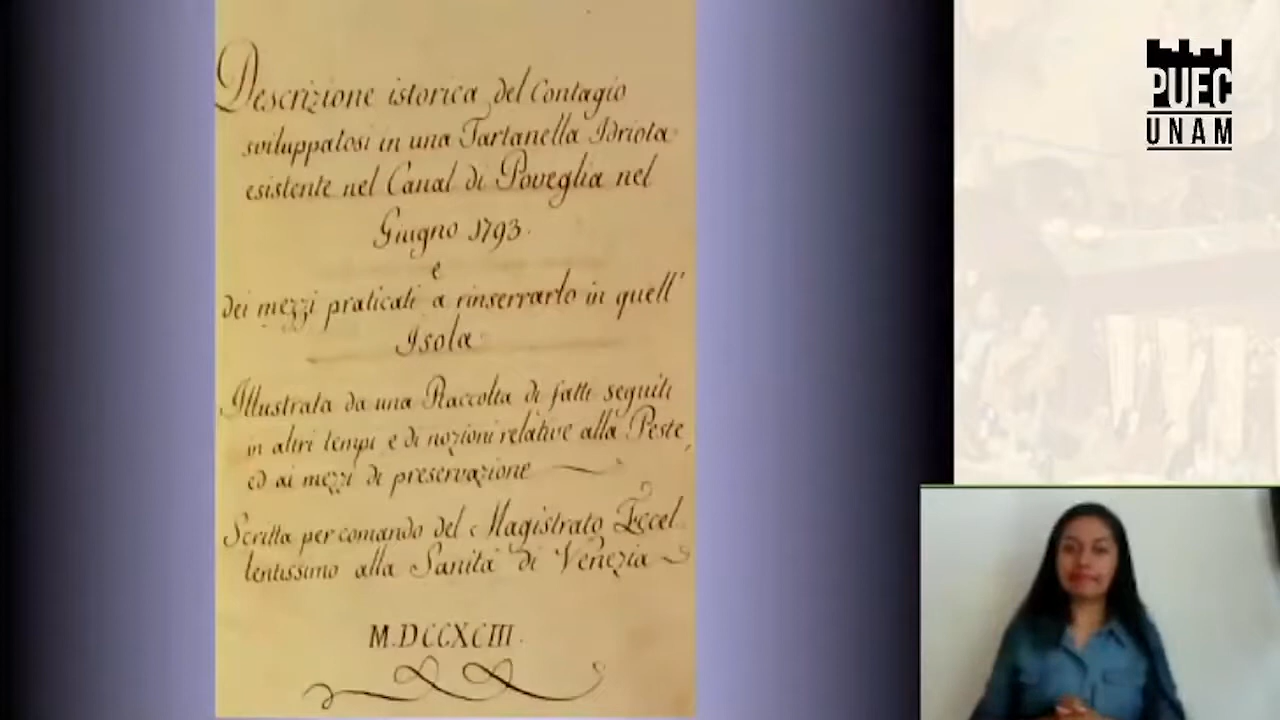 Descrizione istorica del Contagio
sviluppatosi in una Tartanella Idriota
esistente nel Canal di Poveglia nel
Giugno 1793.
e
dei mezzi praticati a rinserrarlo in quell'
Isola.
Illustrata da una Raccolta di fatti seguiti
in altri tempi e di nozioni relative alla Peste,
ed ai mezzi di preservazione
Scritta per comando del Magistrato Eccel
lentissimo alla Sanità di Venezia
M.DCCXCIII.
PUEC
UNAM